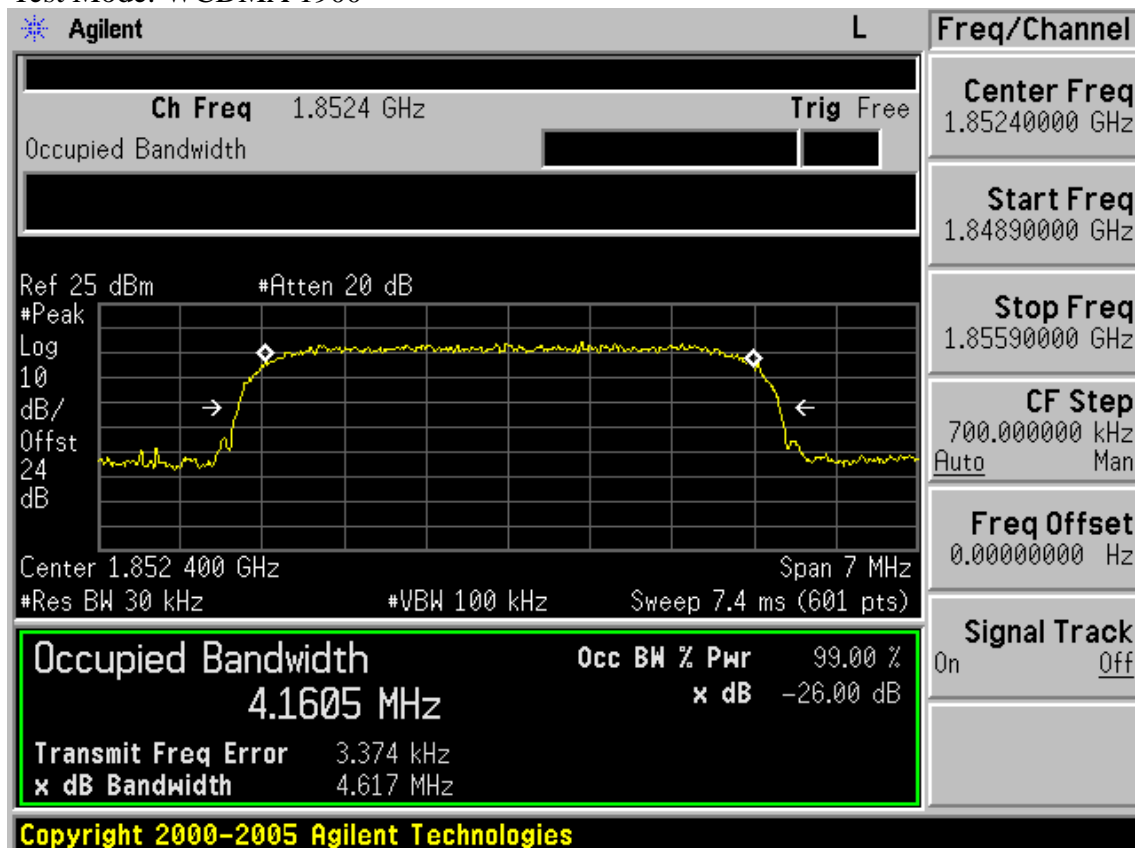 Test Mode: WCDMA 1900
Agilent L
Ch Freq 1.8524 GHz Trig Free
Occupied Bandwidth
Ref 25 dBm #Atten 20 dB
#Peak
Log
10
dB/
Offst
24
dB
Center 1.852 400 GHz Span 7 MHz
#Res BW 30 kHz #VBW 100 kHz Sweep 7.4 ms (601 pts)
Occupied Bandwidth Occ BW % Pwr 99.00 %
4.1605 MHz x dB -26.00 dB
Transmit Freq Error 3.374 kHz
x dB Bandwidth 4.617 MHz
Copyright 2000-2005 Agilent Technologies
Freq/Channel
Center Freq
1.85240000 GHz
Start Freq
1.84890000 GHz
Stop Freq
1.85590000 GHz
CF Step
700.000000 kHz
Auto Man
Freq Offset
0.00000000 Hz
Signal Track
On Off